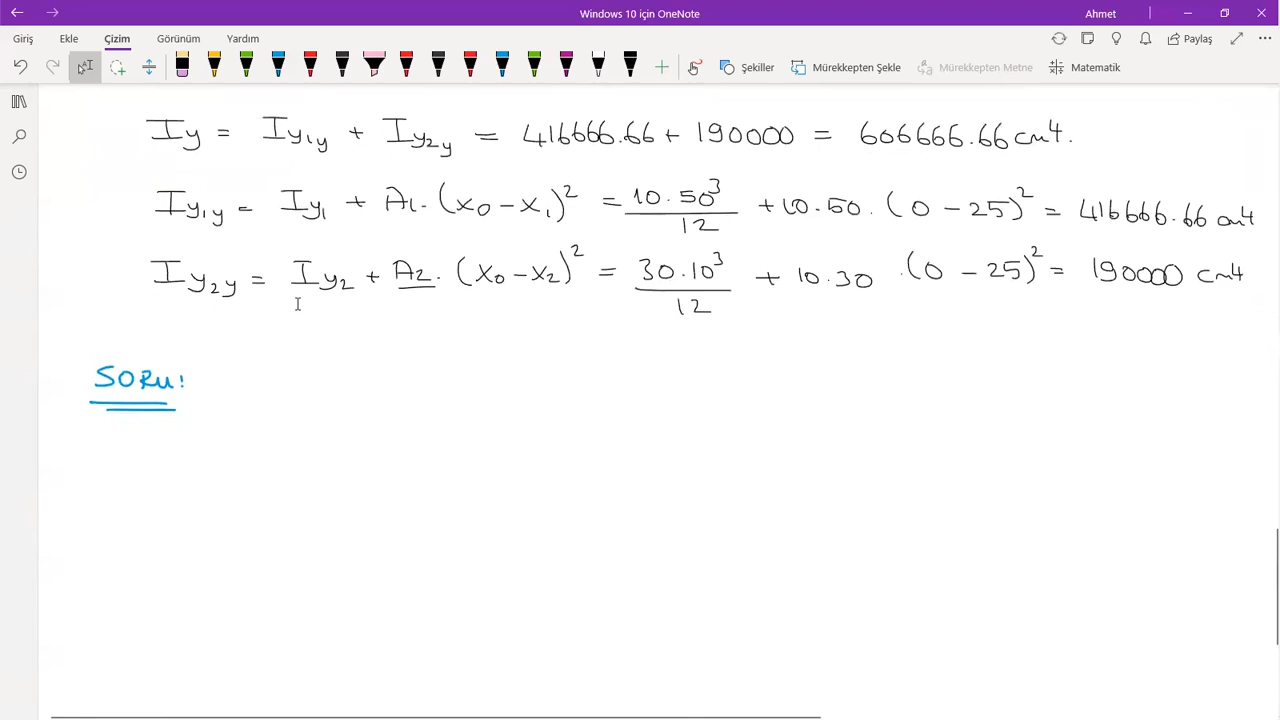 Windows 10 için OneNote
Ahmet
Giriş Ekle Çizim Görünüm Yardım
Paylaş
Şekiller Mürekkepten Şekle Mürekkepten Metne Matematik
Iy = Iy₁y + Iy₂y = 416666.66 + 190000 = 606666.66 cm⁴.
Iy₁y = Iy₁ + A₁. (x₀ - x₁)² = 10.50³/12 + 10.50. (0 - 25)² = 416666.66 cm⁴
Iy₂y = Iy₂ + A₂. (x₀ - x₂)² = 30.10³/12 + 10.30 .(0 - 25)² = 190000 cm⁴
SORU: